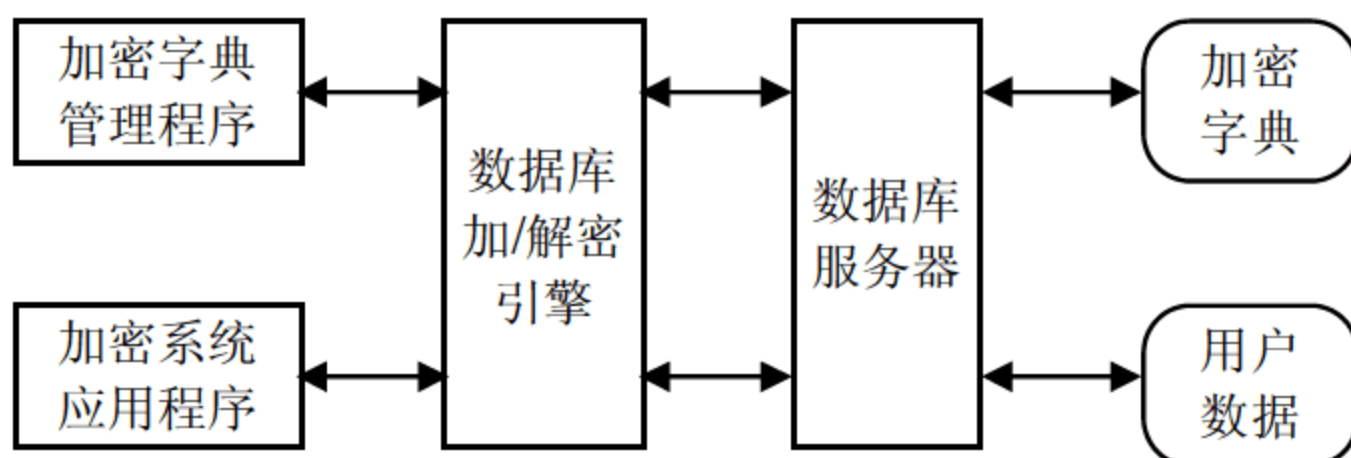 加密字典
管理程序
加密系统
应用程序
数据库
加/解密
引擎
数据库
服务器
加密
字典
用户
数据